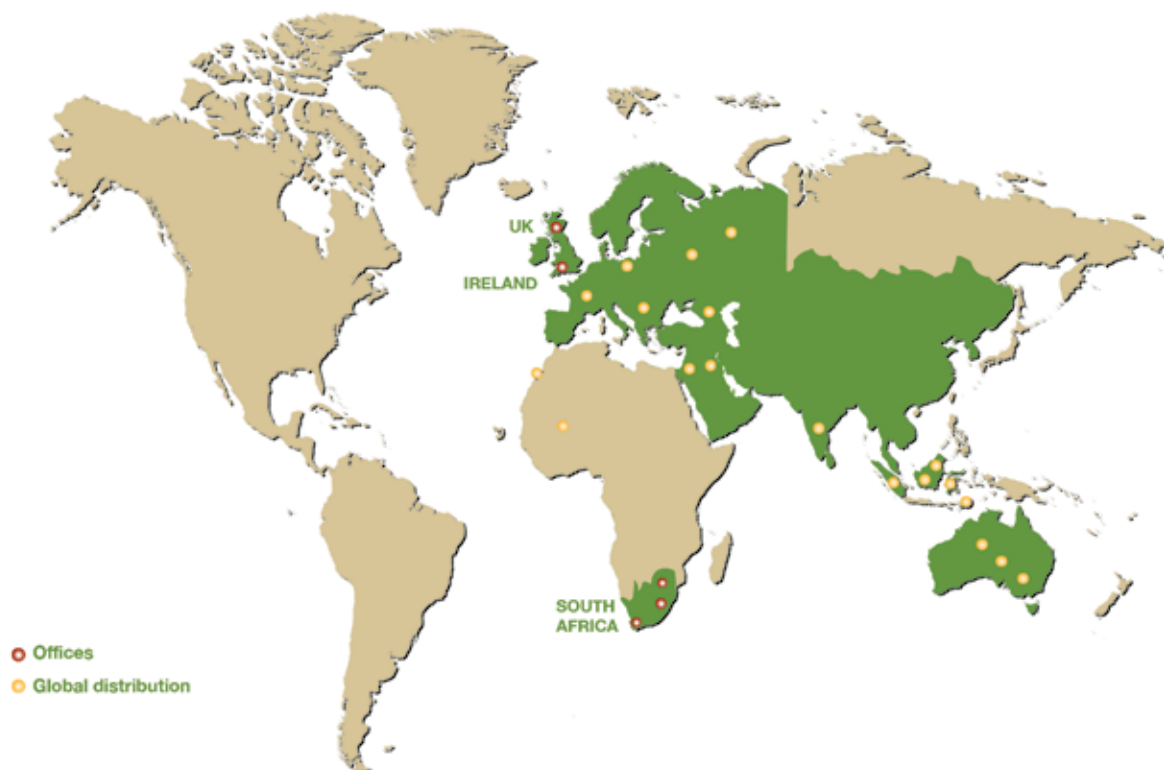 UK
IRELAND
SOUTH
AFRICA
Offices
Global distribution